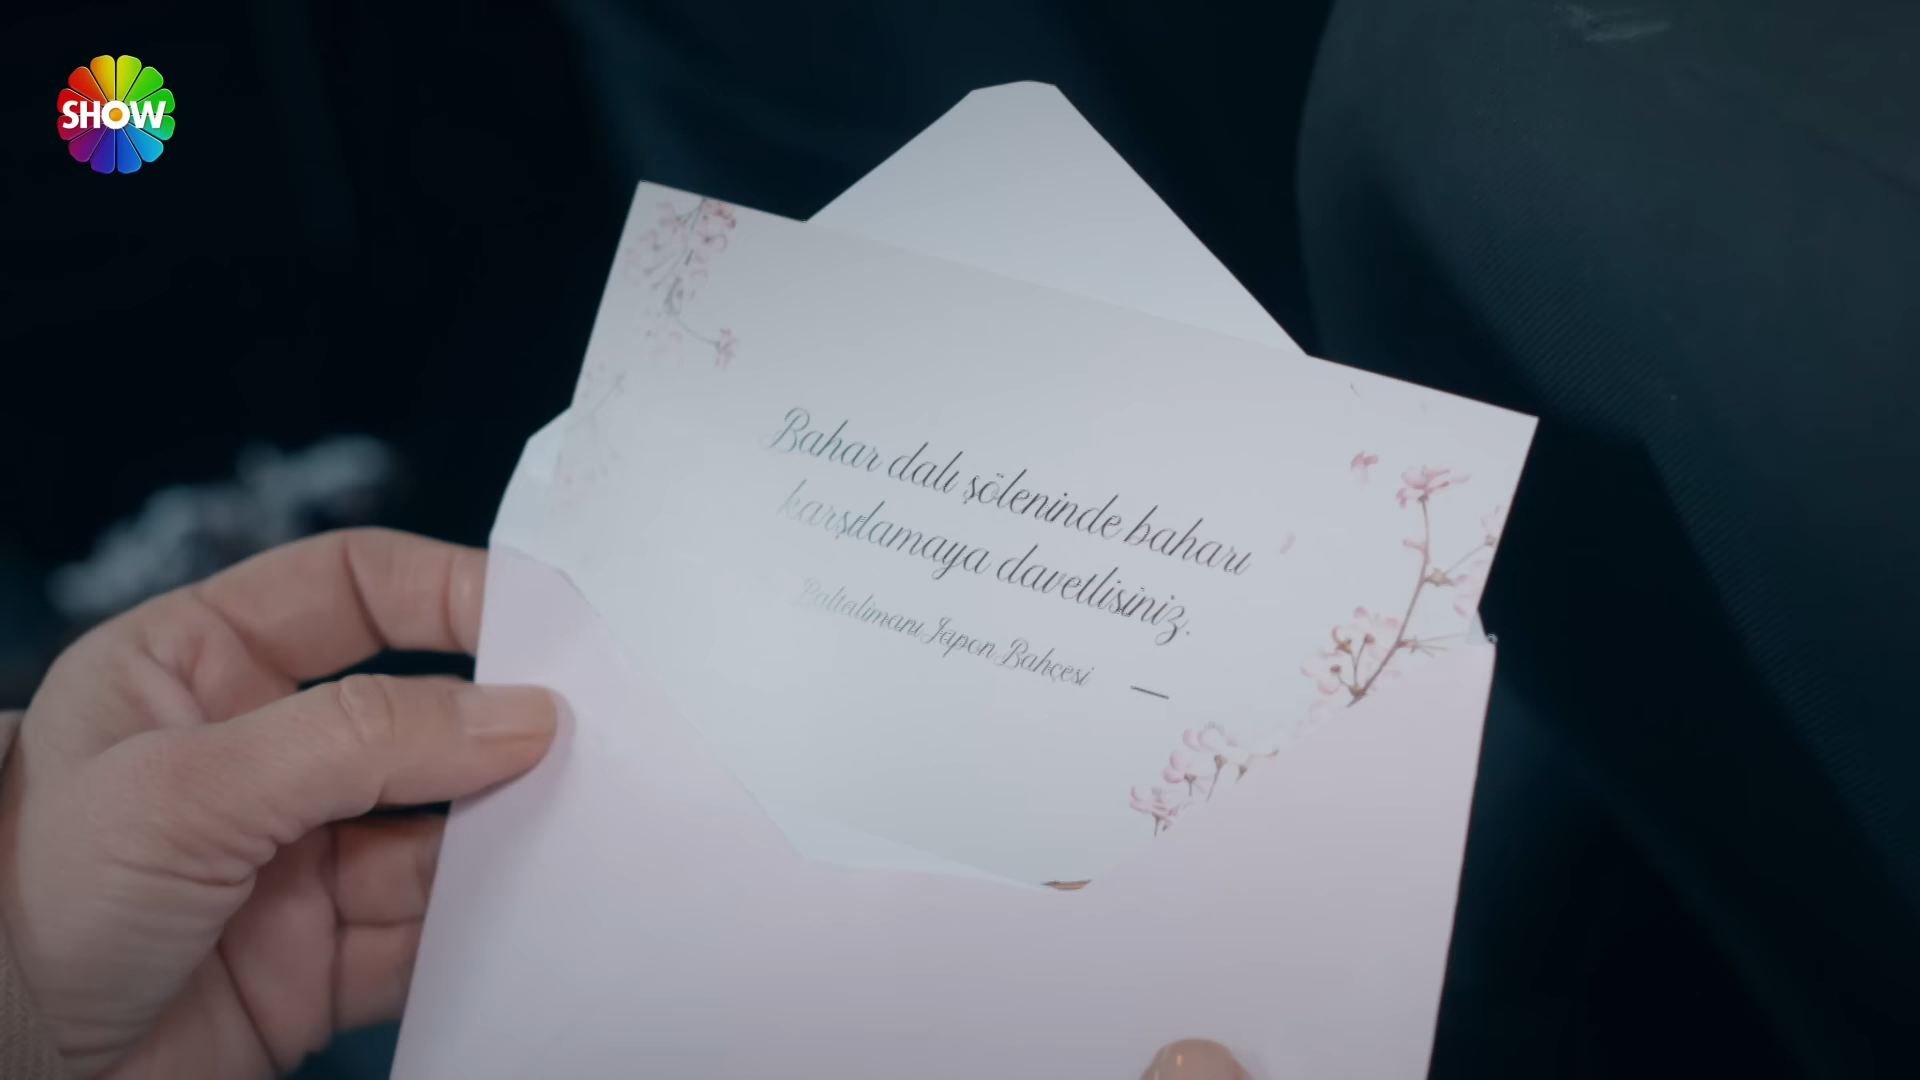 SHOW
Bahar dalı şöleninde baharı
karşılamaya davetlisiniz.
Baltalimanı Japon Bahçesi